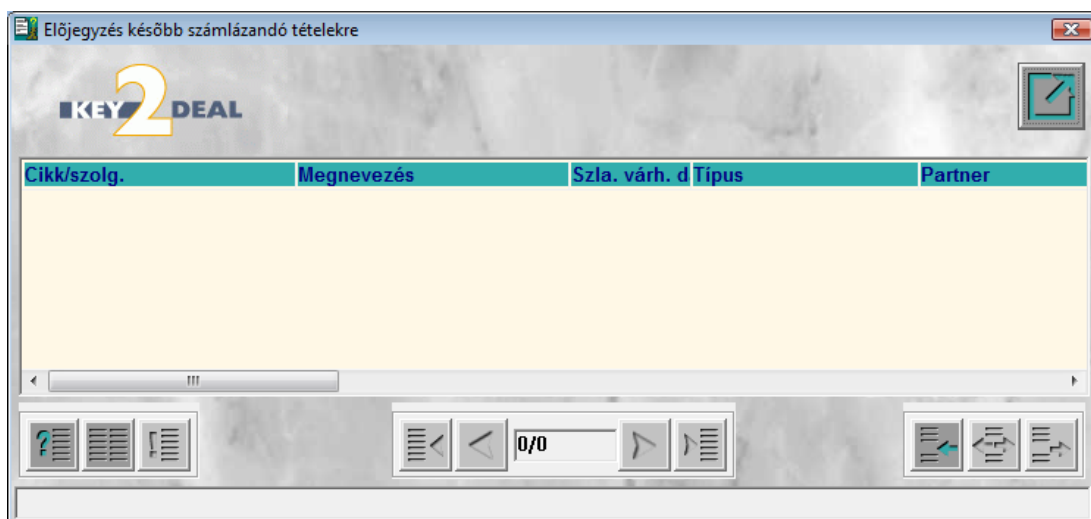 Előjegyzés később számlázandó tételekre
KEY2DEAL
Cikk/szolg. Megnevezés Szla. várh. d Típus Partner
0/0